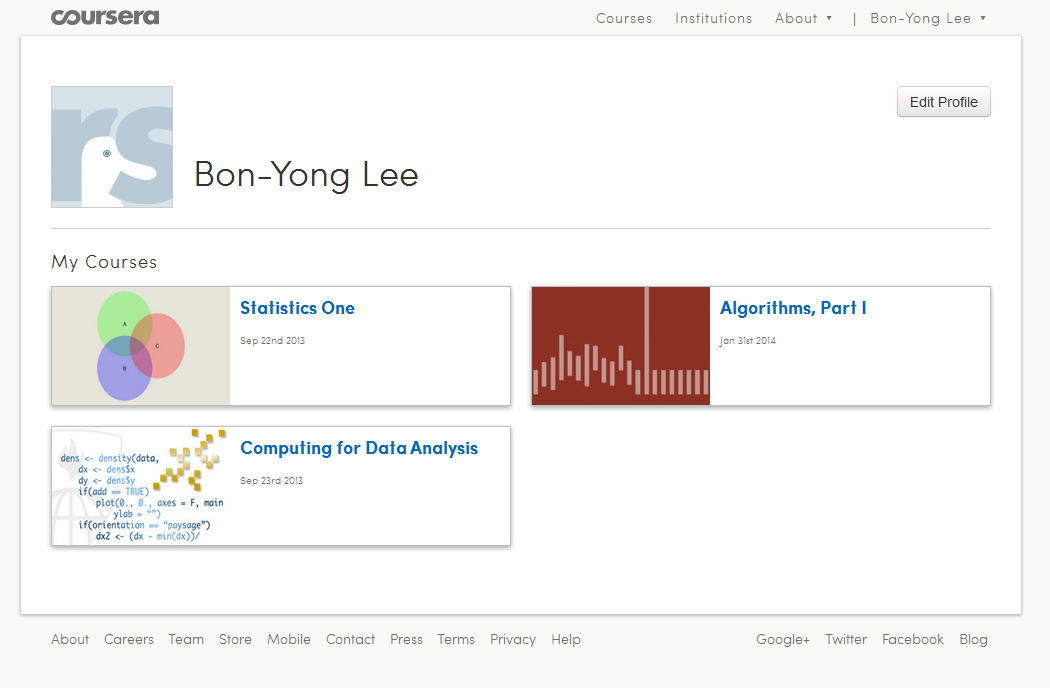 coursera
Courses Institutions About ▾ | Bon-Yong Lee ▾
rs
Edit Profile
Bon-Yong Lee
My Courses
A
C
B
Statistics One
Sep 22nd 2013
Algorithms, Part I
Jan 31st 2014
dens <- density(data,
dx <- dens$x
dy <- dens$y
if(add == TRUE)
plot(0., 0., axes = F, main
ylab = "")
if(orientation == "paysage")
dx2 <- (dx - min(dx))/
Computing for Data Analysis
Sep 23rd 2013
About Careers Team Store Mobile Contact Press Terms Privacy Help
Google+ Twitter Facebook Blog